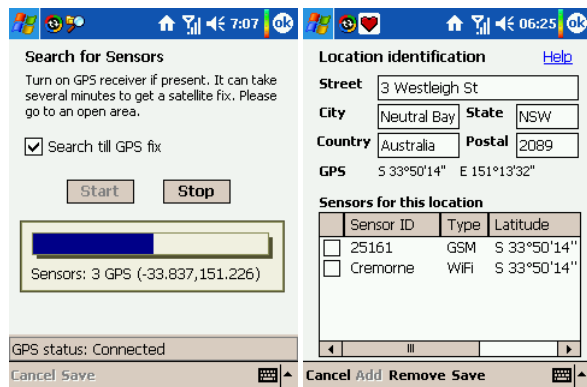 7:07 ok
Search for Sensors
Turn on GPS receiver if present. It can take
several minutes to get a satellite fix. Please
go to an open area.
Search till GPS fix
Start Stop
Sensors: 3 GPS (-33.837,151.226)
GPS status: Connected
Cancel Save
06:25 ok
Location identification Help
Street 3 Westleigh St
City Neutral Bay State NSW
Country Australia Postal 2089
GPS S 33°50'14" E 151°13'32"
Sensors for this location
Sensor ID Type Latitude
25161 GSM S 33°50'14"
Cremorne WiFi S 33°50'14"
Cancel Add Remove Save